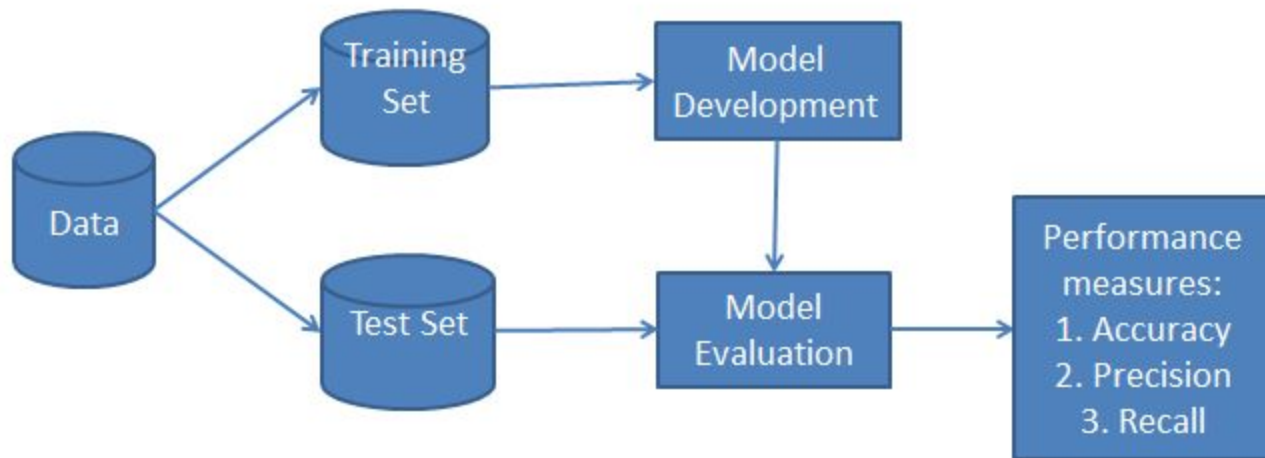 Training
Set
Model
Development
Data
Test Set
Model
Evaluation
Performance
measures:
1. Accuracy
2. Precision
3. Recall